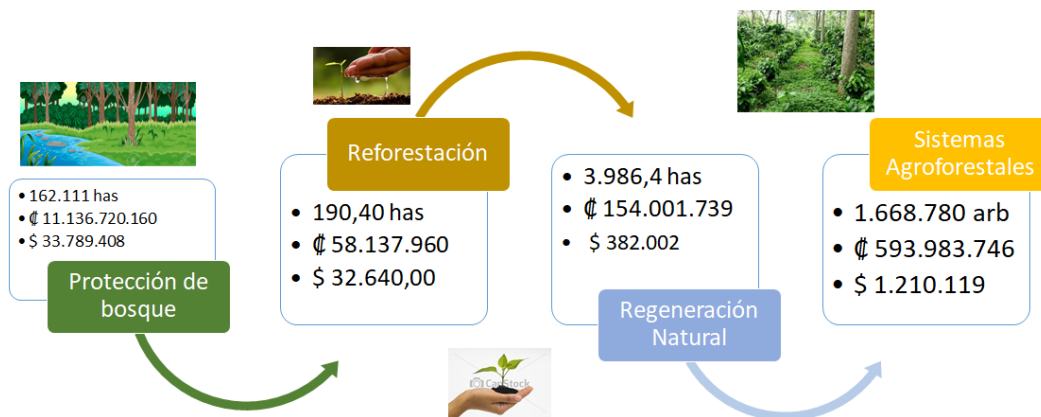 • 162.111 has
• ₡ 11.136.720.160
• $ 33.789.408
Protección de
bosque
Reforestación
• 190,40 has
• ₡ 58.137.960
• $ 32.640,00
• 3.986,4 has
• ₡ 154.001.739
• $ 382.002
Regeneración
Natural
Sistemas
Agroforestales
• 1.668.780 arb
• ₡ 593.983.746
• $ 1.210.119
CanStock